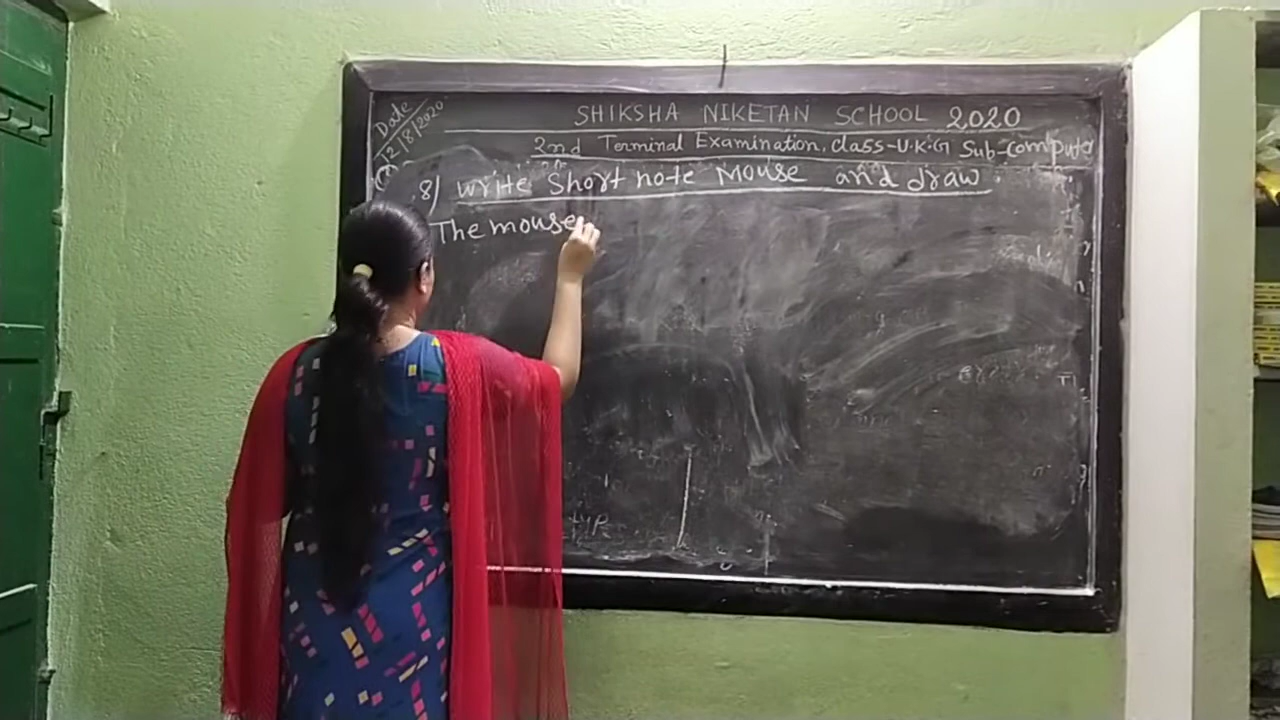 Date
12/8/2020
SHIKSHA NIKETAN SCHOOL 2020
2nd Terminal Examination, class-U.K.G Sub-computer
8) write Short note Mouse and draw
The mouse
typ